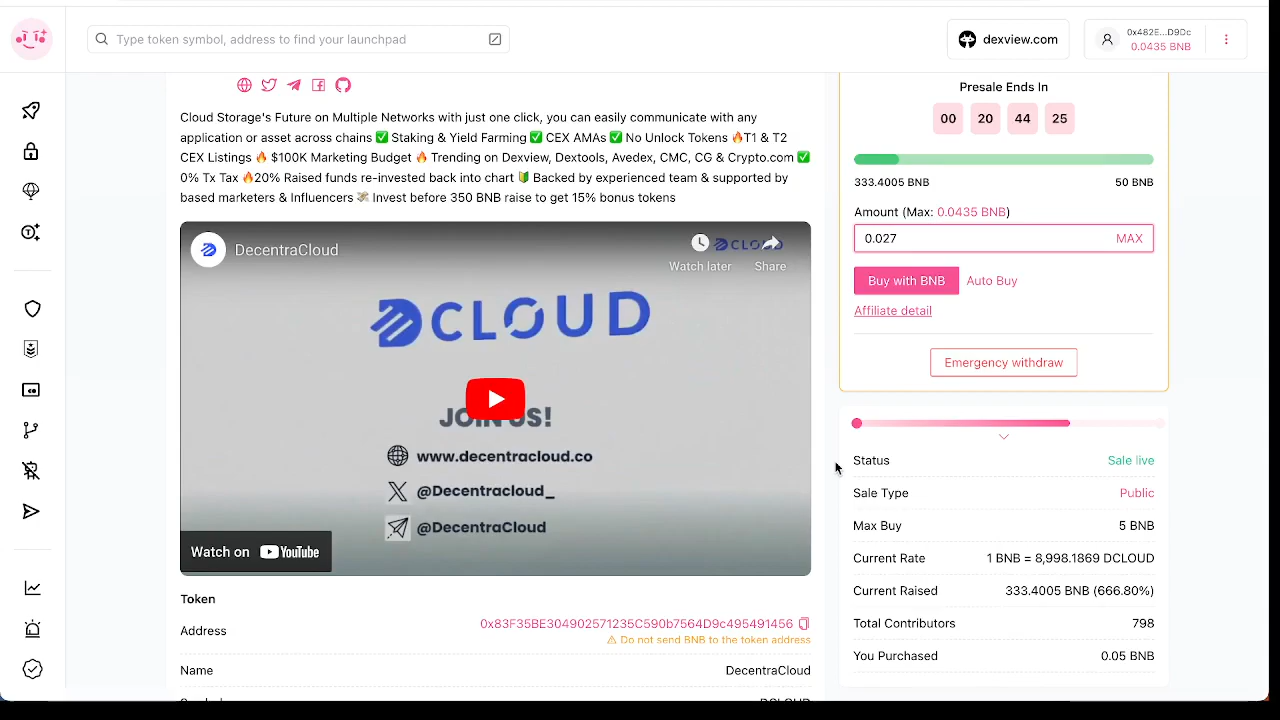 Type token symbol, address to find your launchpad
dexview.com
0x482E...D9Dc
0.0435 BNB
Cloud Storage's Future on Multiple Networks with just one click, you can easily communicate with any
application or asset across chains ✅ Staking & Yield Farming ✅ CEX AMAs ✅ No Unlock Tokens 🔥T1 & T2
CEX Listings 🔥 $100K Marketing Budget 🔥 Trending on Dexview, Dextools, Avedex, CMC, CG & Crypto.com ✅
0% Tx Tax 🔥20% Raised funds re-invested back into chart 🔰 Backed by experienced team & supported by
based marketers & Influencers 💸 Invest before 350 BNB raise to get 15% bonus tokens
DecentraCloud
CLOUD
Watch later
Share
DCLOUD
JOIN US!
www.decentracloud.co
@Decentracloud_
@DecentraCloud
Watch on YouTube
Token
Address
0x83F35BE304902571235C590b7564D9c495491456
⚠ Do not send BNB to the token address
Name
DecentraCloud
Presale Ends In
00 20 44 25
333.4005 BNB
50 BNB
Amount (Max: 0.0435 BNB)
0.027
MAX
Buy with BNB
Auto Buy
Affiliate detail
Emergency withdraw
Status
Sale live
Sale Type
Public
Max Buy
5 BNB
Current Rate
1 BNB = 8,998.1869 DCLOUD
Current Raised
333.4005 BNB (666.80%)
Total Contributors
798
You Purchased
0.05 BNB